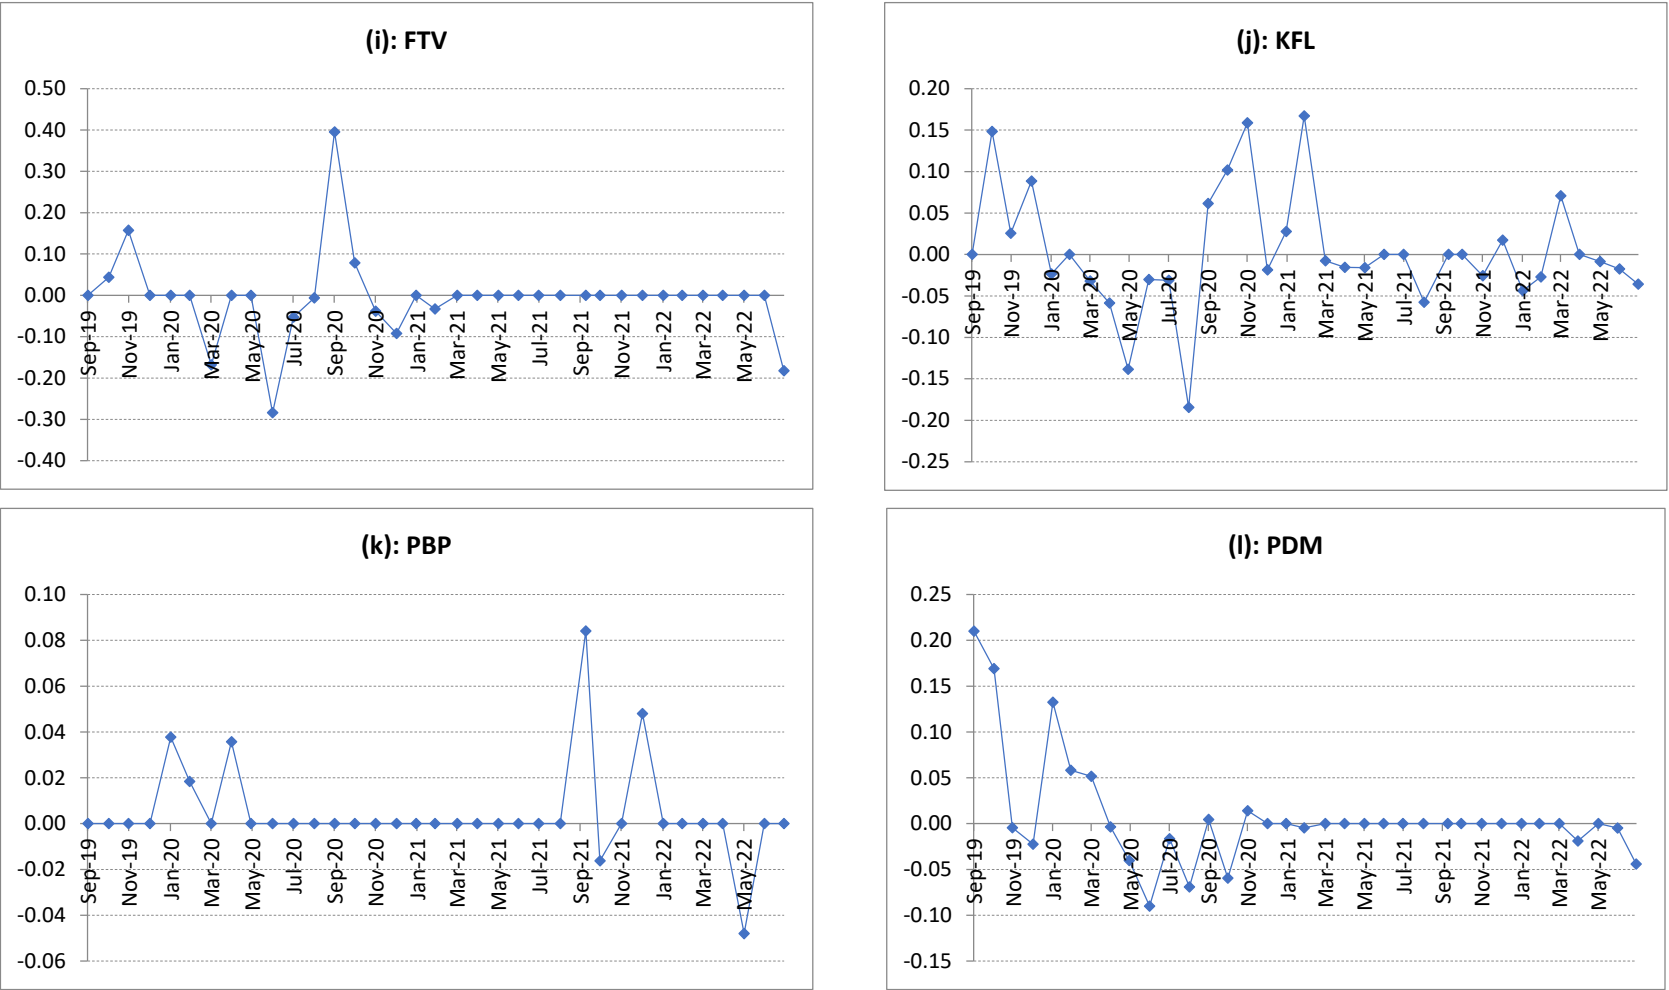 (i): FTV
0.50
0.40
0.30
0.20
0.10
0.00
-0.10
-0.20
-0.30
-0.40
Sep-19
Nov-19
Jan-20
Mar-20
May-20
Jul-20
Sep-20
Nov-20
Jan-21
Mar-21
May-21
Jul-21
Sep-21
Nov-21
Jan-22
Mar-22
May-22
(j): KFL
0.20
0.15
0.10
0.05
0.00
-0.05
-0.10
-0.15
-0.20
-0.25
Sep-19
Nov-19
Jan-20
Mar-20
May-20
Jul-20
Sep-20
Nov-20
Jan-21
Mar-21
May-21
Jul-21
Sep-21
Nov-21
Jan-22
Mar-22
May-22
(k): PBP
0.10
0.08
0.06
0.04
0.02
0.00
-0.02
-0.04
-0.06
Sep-19
Nov-19
Jan-20
Mar-20
May-20
Jul-20
Sep-20
Nov-20
Jan-21
Mar-21
May-21
Jul-21
Sep-21
Nov-21
Jan-22
Mar-22
May-22
(l): PDM
0.25
0.20
0.15
0.10
0.05
0.00
-0.05
-0.10
-0.15
Sep-19
Nov-19
Jan-20
Mar-20
May-20
Jul-20
Sep-20
Nov-20
Jan-21
Mar-21
May-21
Jul-21
Sep-21
Nov-21
Jan-22
Mar-22
May-22